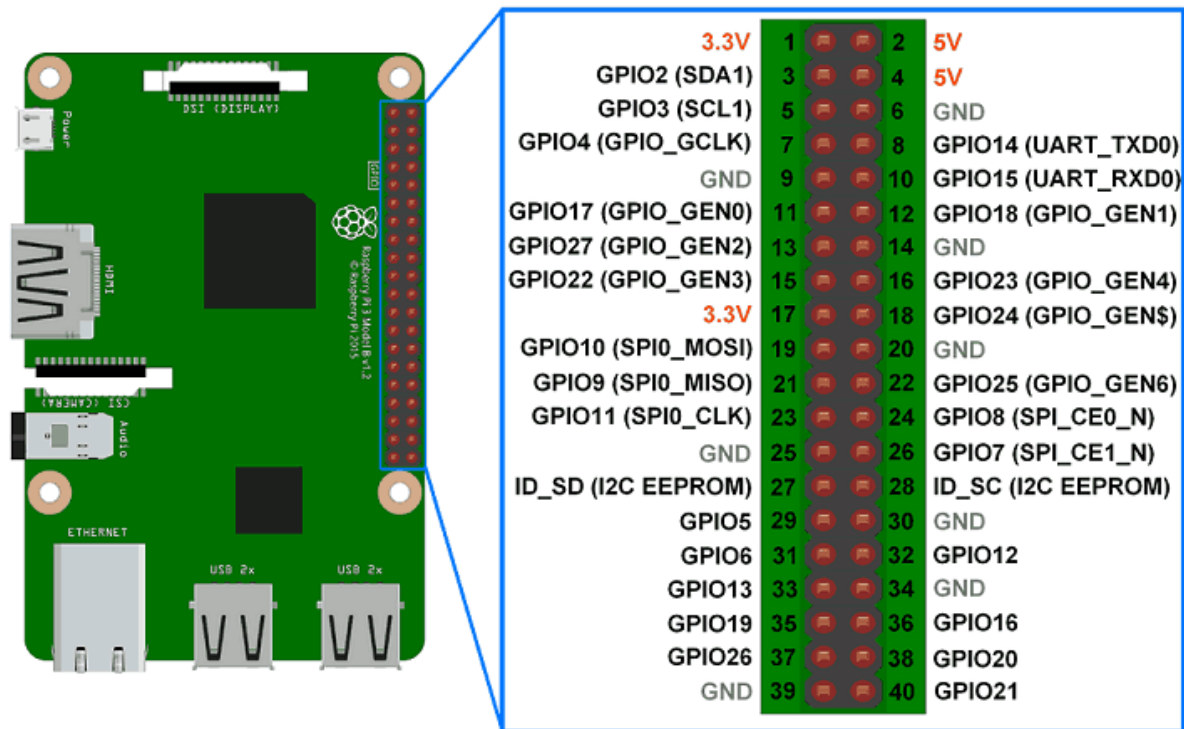 DSI (DISPLAY)
Power
GPIO
HDMI
Raspberry Pi 3 Model B v1.2
© Raspberry Pi 2015
CSI (CAMERA)
Audio
ETHERNET
USB 2x
USB 2x
3.3V 1 2 5V
GPIO2 (SDA1) 3 4 5V
GPIO3 (SCL1) 5 6 GND
GPIO4 (GPIO_GCLK) 7 8 GPIO14 (UART_TXD0)
GND 9 10 GPIO15 (UART_RXD0)
GPIO17 (GPIO_GEN0) 11 12 GPIO18 (GPIO_GEN1)
GPIO27 (GPIO_GEN2) 13 14 GND
GPIO22 (GPIO_GEN3) 15 16 GPIO23 (GPIO_GEN4)
3.3V 17 18 GPIO24 (GPIO_GEN$)
GPIO10 (SPI0_MOSI) 19 20 GND
GPIO9 (SPI0_MISO) 21 22 GPIO25 (GPIO_GEN6)
GPIO11 (SPI0_CLK) 23 24 GPIO8 (SPI_CE0_N)
GND 25 26 GPIO7 (SPI_CE1_N)
ID_SD (I2C EEPROM) 27 28 ID_SC (I2C EEPROM)
GPIO5 29 30 GND
GPIO6 31 32 GPIO12
GPIO13 33 34 GND
GPIO19 35 36 GPIO16
GPIO26 37 38 GPIO20
GND 39 40 GPIO21